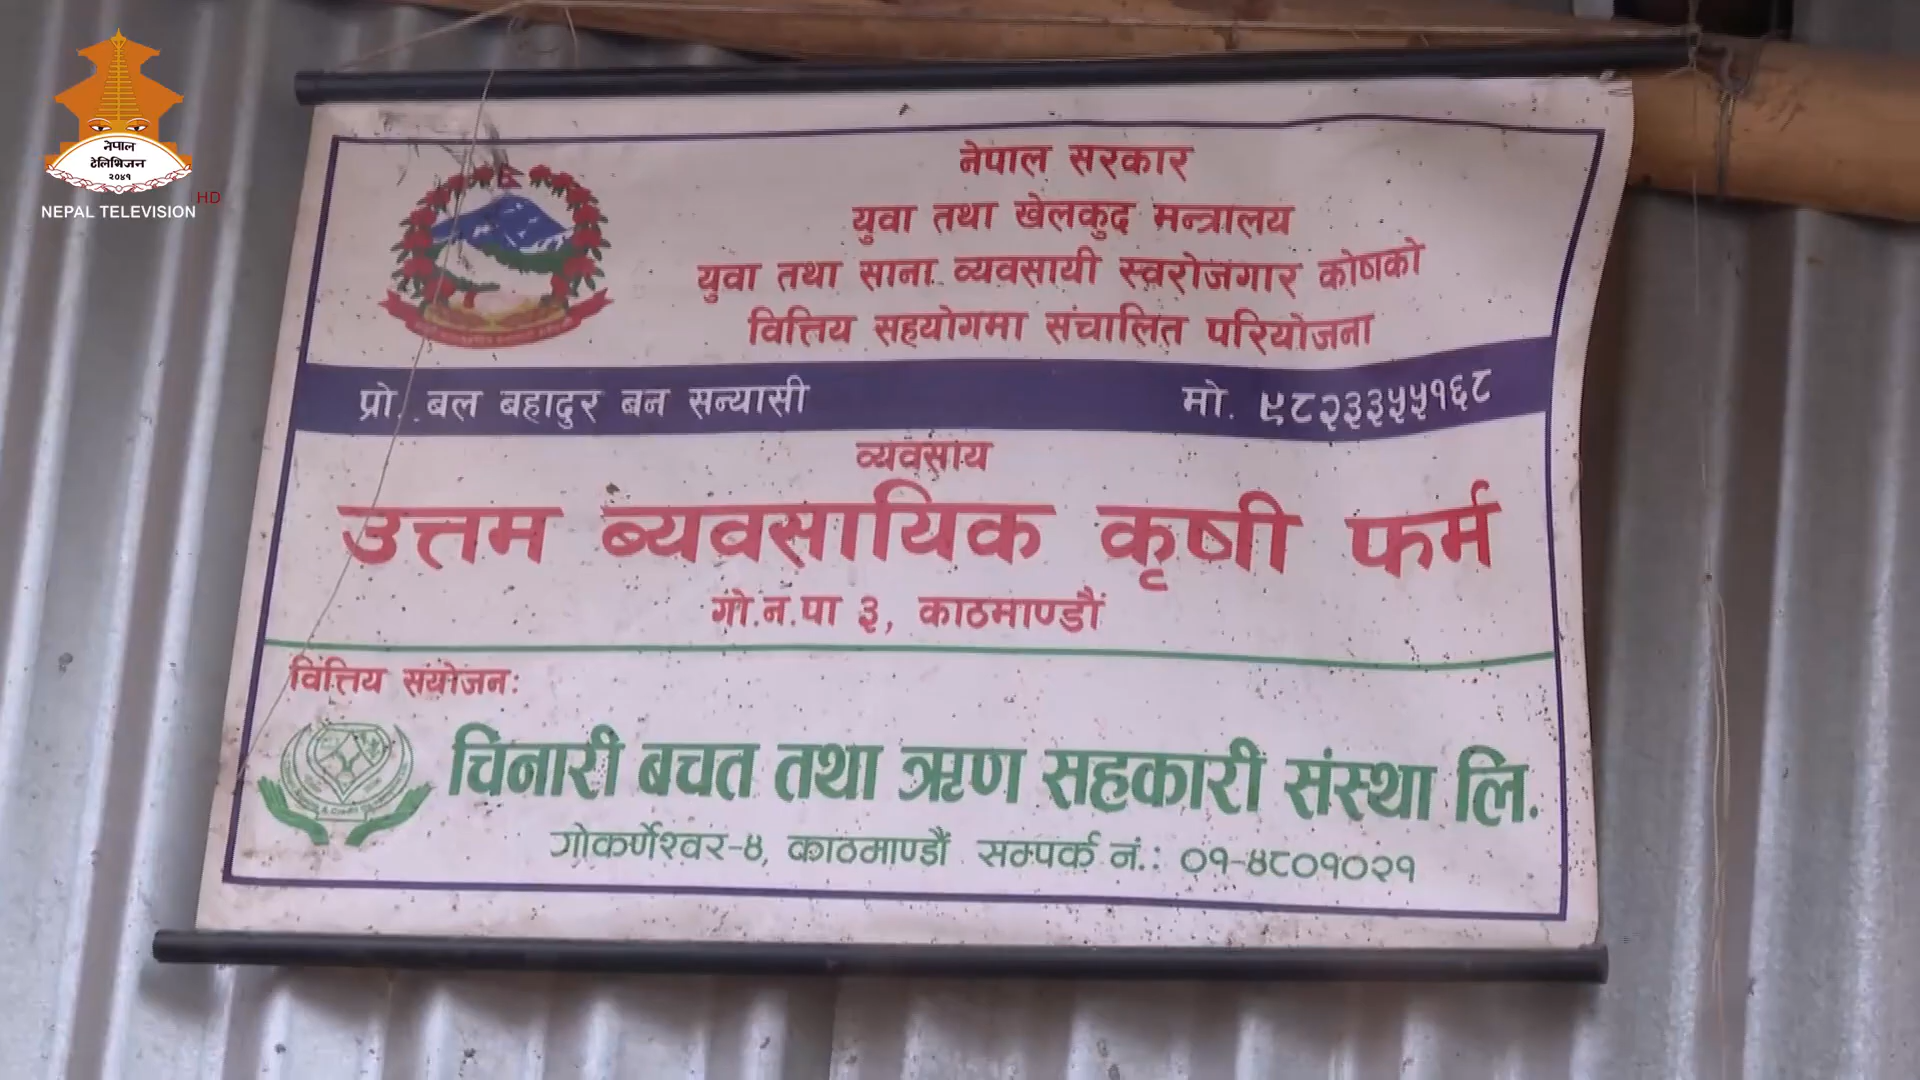 नेपाल
टेलिभिजन
२०४१
NEPAL TELEVISION HD
नेपाल सरकार
युवा तथा खेलकुद मन्त्रालय
युवा तथा साना व्यवसायी स्वरोजगार कोषको
वित्तिय सहयोगमा संचालित परियोजना
प्रो. बल बहादुर बन सन्यासी मो. ९८२३३५५१६८
व्यवसाय
उत्तम ब्यवसायिक कृषी फर्म
गो.न.पा ३, काठमाण्डौं
वित्तिय संयोजन:
चिनारी बचत तथा ऋण सहकारी संस्था लि.
गोकर्णेश्वर-४, काठमाण्डौं सम्पर्क नं.: ०१-४८०१०२१